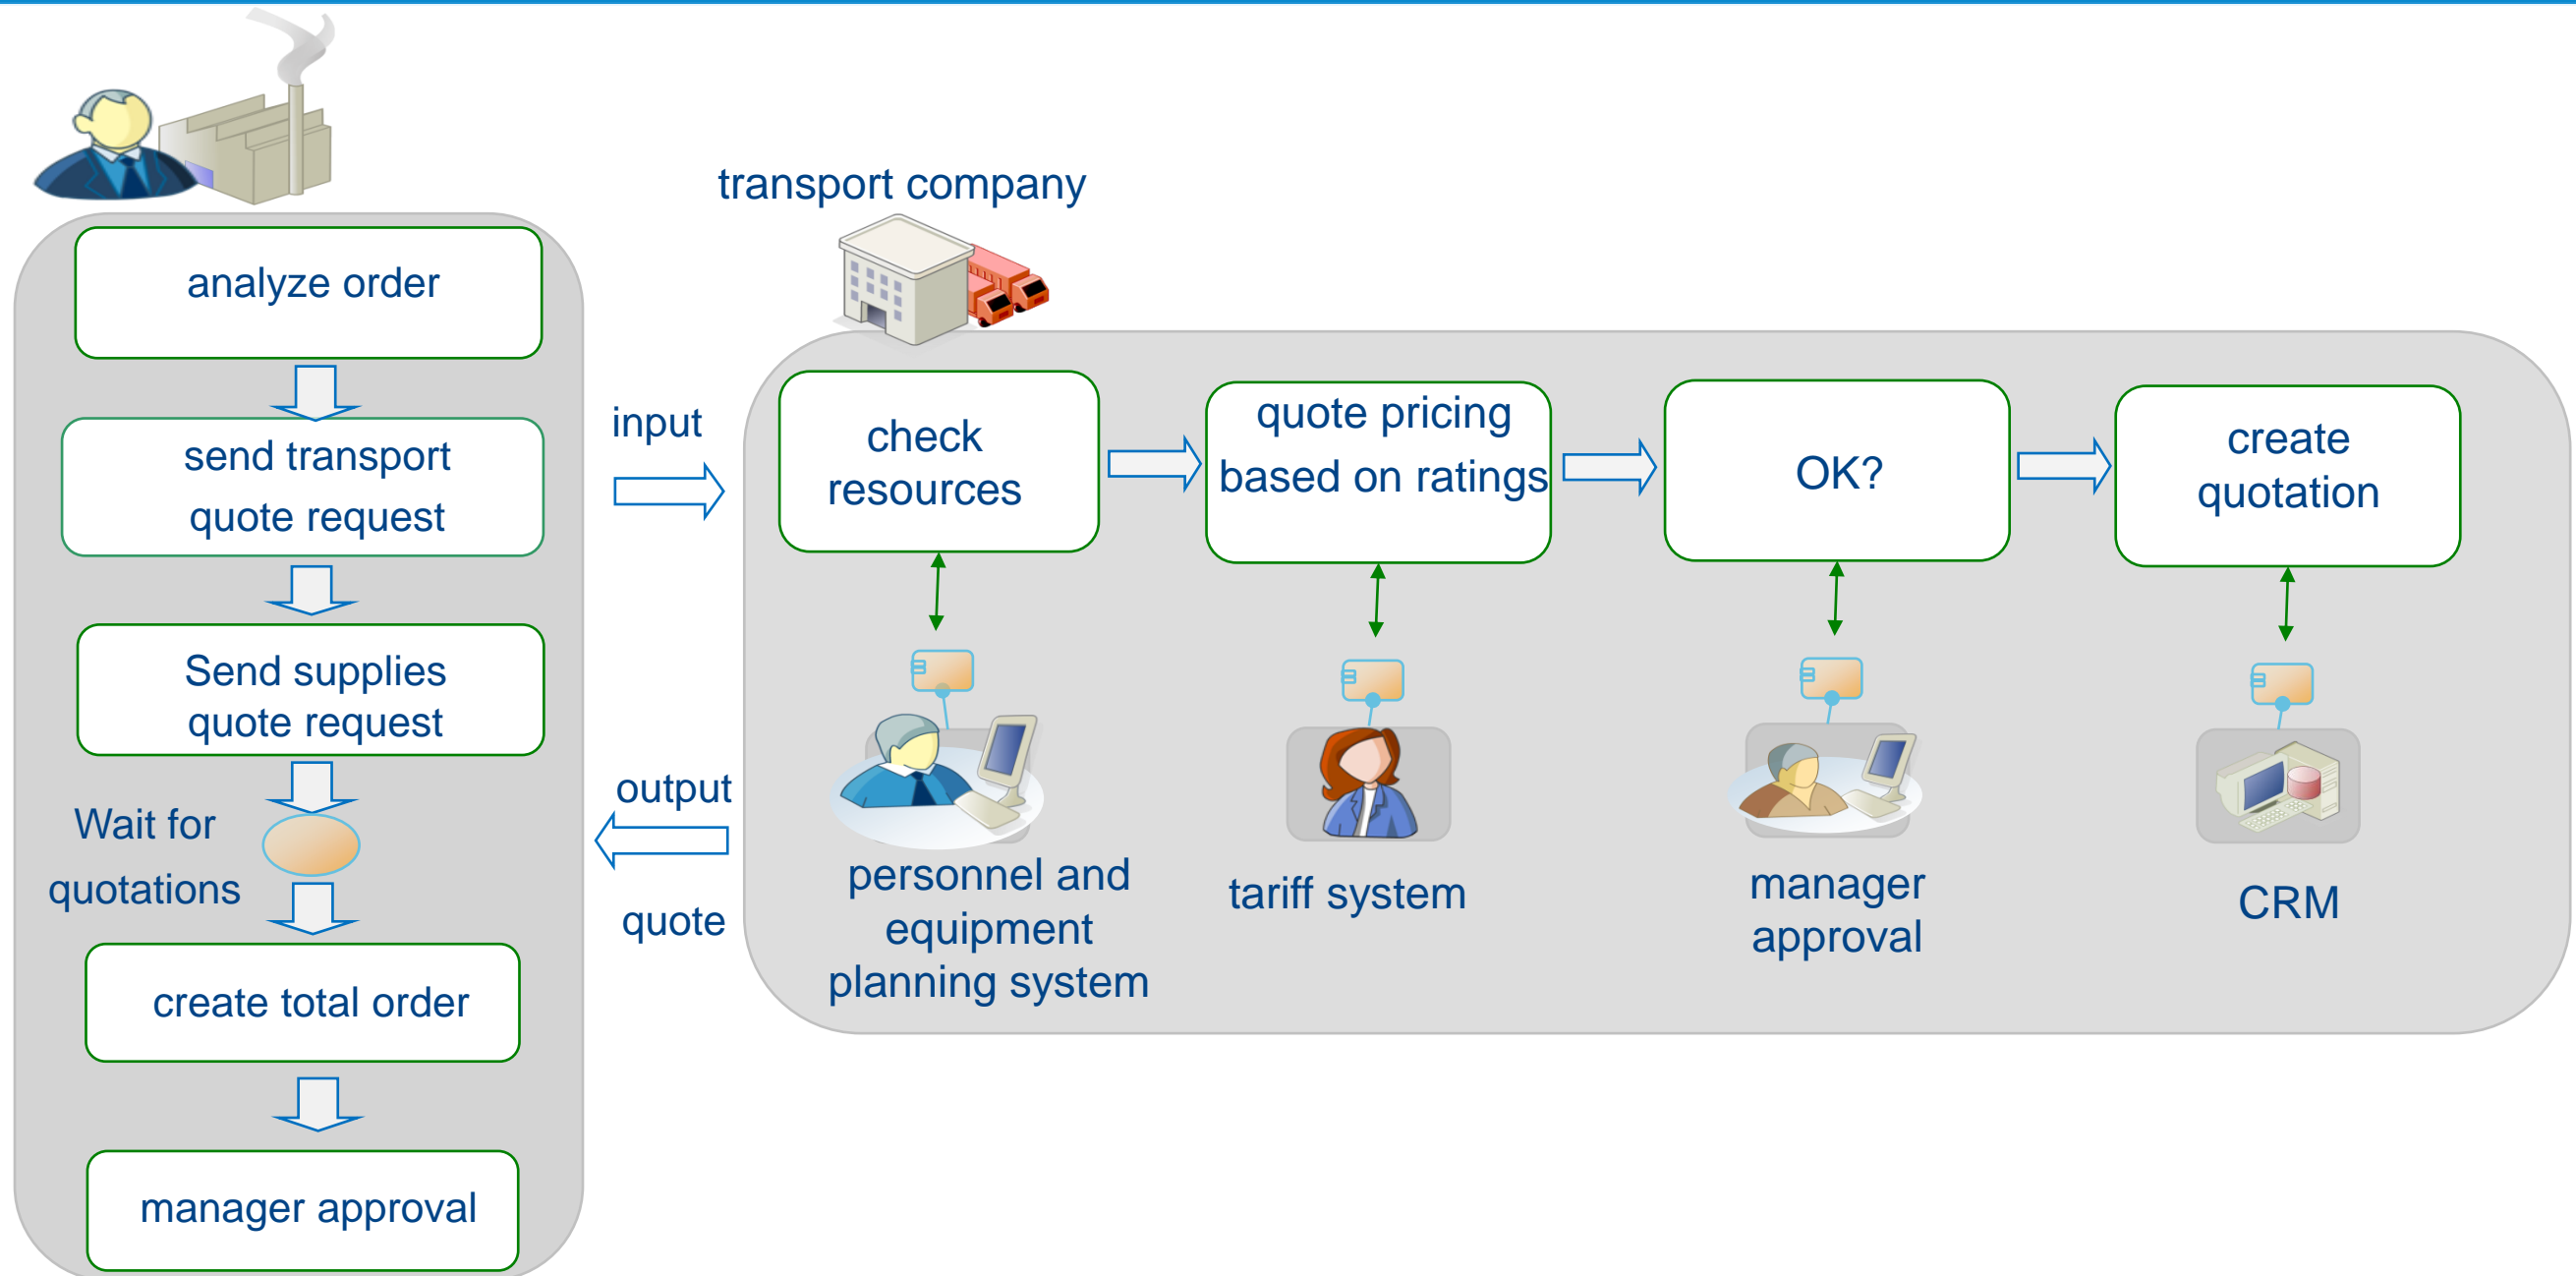 analyze order
send transport
quote request
Send supplies
quote request
Wait for
quotations
create total order
manager approval
input
output
quote
transport company
check
resources
quote pricing
based on ratings
OK?
create
quotation
personnel and
equipment
planning system
tariff system
manager
approval
CRM